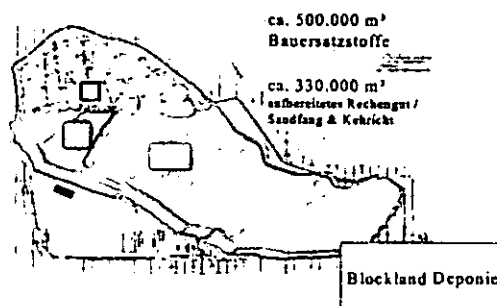 ca. 500.000 m³
Bauersatzstoffe
ca. 330.000 m³
aufbereitetes Rechengut /
Sandfang & Kehricht
Blockland Deponie